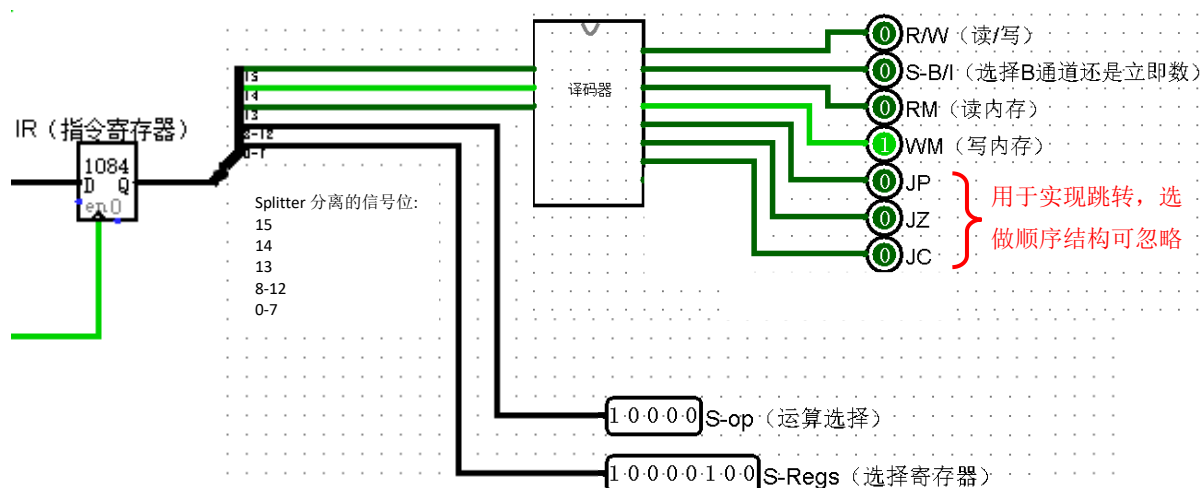 IR（指令寄存器）
1084
D Q
en0
15
14
13
8-12
0-7
Splitter 分离的信号位:
15
14
13
8-12
0-7
译码器
0 R/W（读/写）
0 S-B/I（选择B通道还是立即数）
0 RM（读内存）
1 WM（写内存）
0 JP
0 JZ
0 JC
用于实现跳转，选
做顺序结构可忽略
1 0 0 0 0 S-op（运算选择）
1 0 0 0 0 1 0 0 S-Regs（选择寄存器）